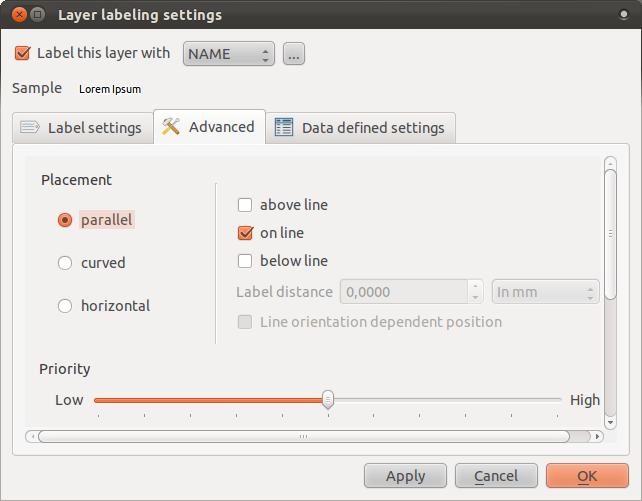 Layer labeling settings
Label this layer with NAME ...
Sample Lorem Ipsum
Label settings Advanced Data defined settings
Placement
parallel
curved
horizontal
above line
on line
below line
Label distance 0,0000 In mm
Line orientation dependent position
Priority
Low High
Apply Cancel OK